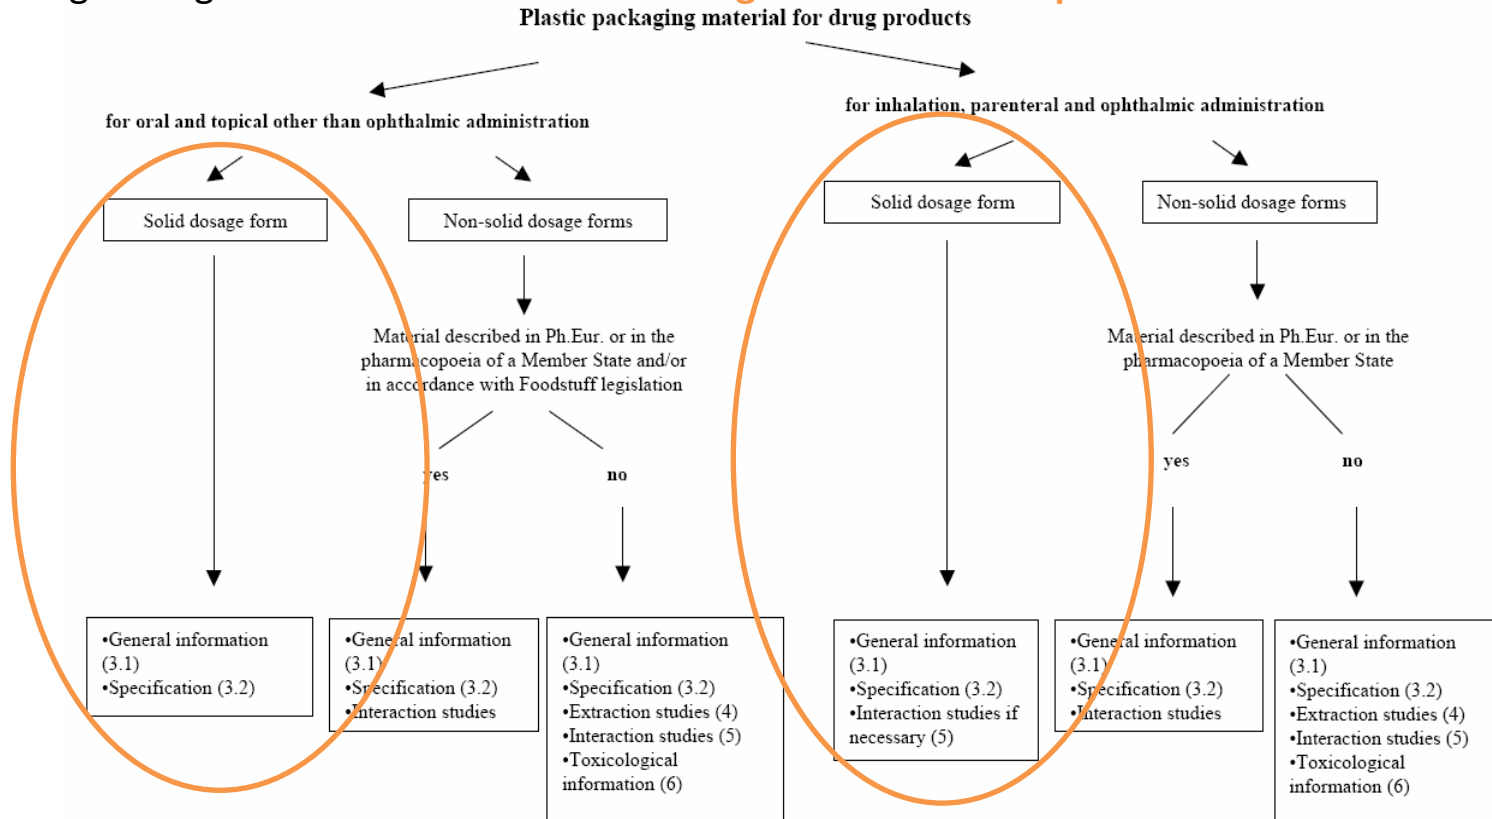 Plastic packaging material for drug products
for oral and topical other than ophthalmic administration
for inhalation, parenteral and ophthalmic administration
Solid dosage form
Non-solid dosage forms
Solid dosage form
Non-solid dosage forms
Material described in Ph.Eur. or in the
pharmacopoeia of a Member State and/or
in accordance with Foodstuff legislation
Material described in Ph.Eur. or in the
pharmacopoeia of a Member State
yes
no
yes
no
•General information
(3.1)
•Specification (3.2)
•General information
(3.1)
•Specification (3.2)
•Interaction studies
•General information
(3.1)
•Specification (3.2)
•Extraction studies (4)
•Interaction studies (5)
•Toxicological
information (6)
•General information
(3.1)
•Specification (3.2)
•Interaction studies if
necessary (5)
•General information
(3.1)
•Specification (3.2)
•Interaction studies
•General information
(3.1)
•Specification (3.2)
•Extraction studies (4)
•Interaction studies (5)
•Toxicological
information (6)